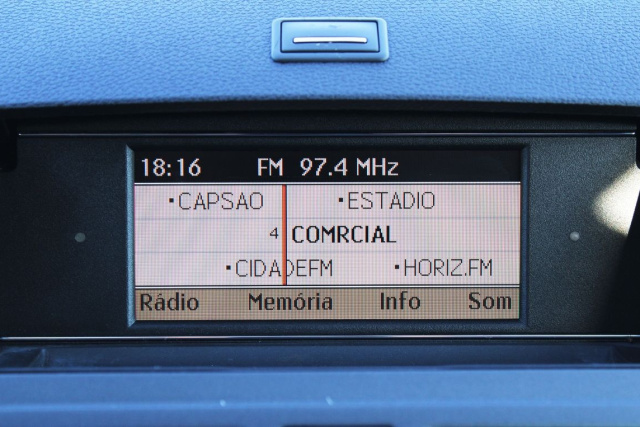 18:16 FM 97.4 MHz
•CAPSAO •ESTADIO
4 COMRCIAL
•CIDADEFM •HORIZ.FM
Rádio Memória Info Som